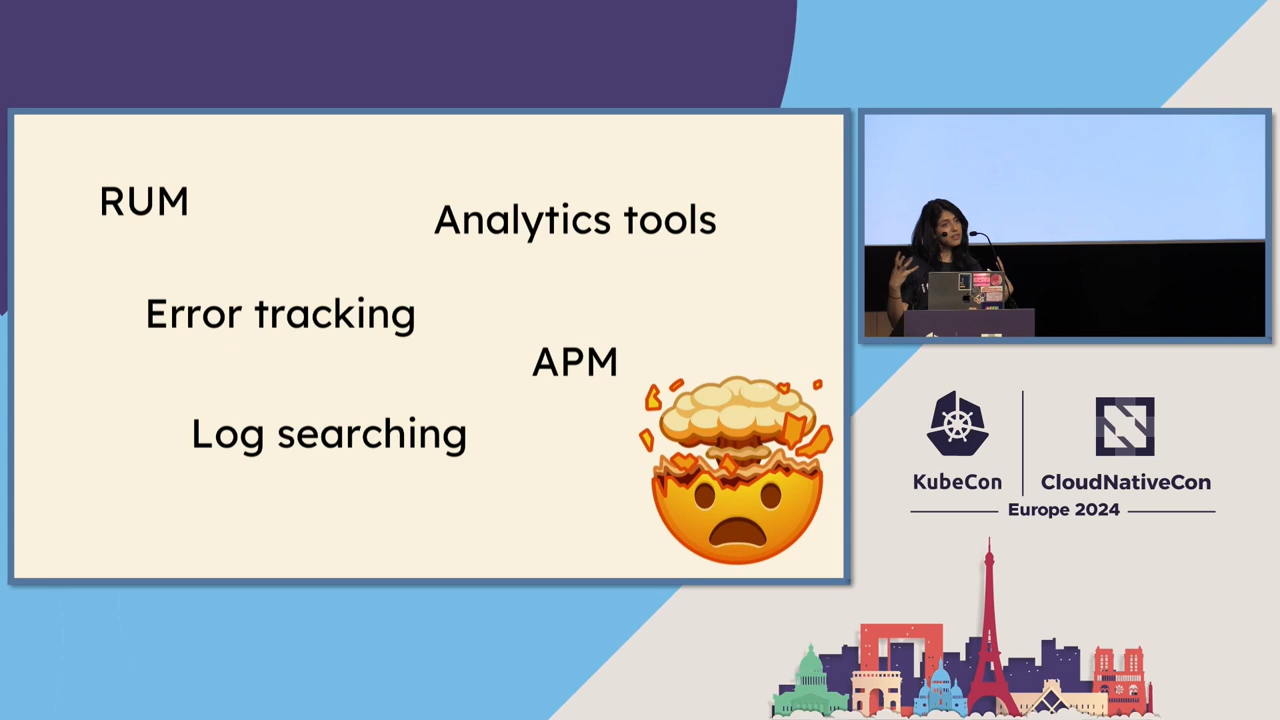 RUM
Analytics tools
Error tracking
APM
Log searching
KubeCon
CloudNativeCon
Europe 2024